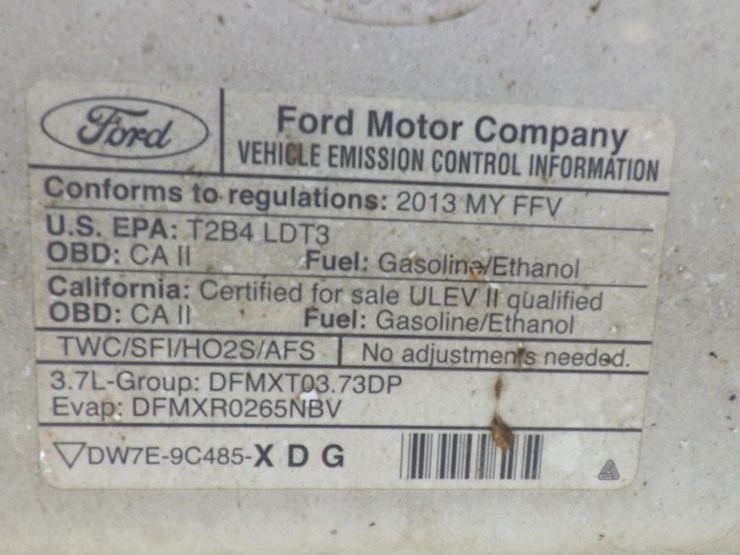 Ford
Ford Motor Company
VEHICLE EMISSION CONTROL INFORMATION
Conforms to regulations: 2013 MY FFV
U.S. EPA: T2B4 LDT3
OBD: CA II Fuel: Gasoline/Ethanol
California: Certified for sale ULEV II qualified
OBD: CA II Fuel: Gasoline/Ethanol
TWC/SFI/HO2S/AFS No adjustments needed.
3.7L-Group: DFMXT03.73DP
Evap: DFMXR0265NBV
DW7E-9C485-X D G